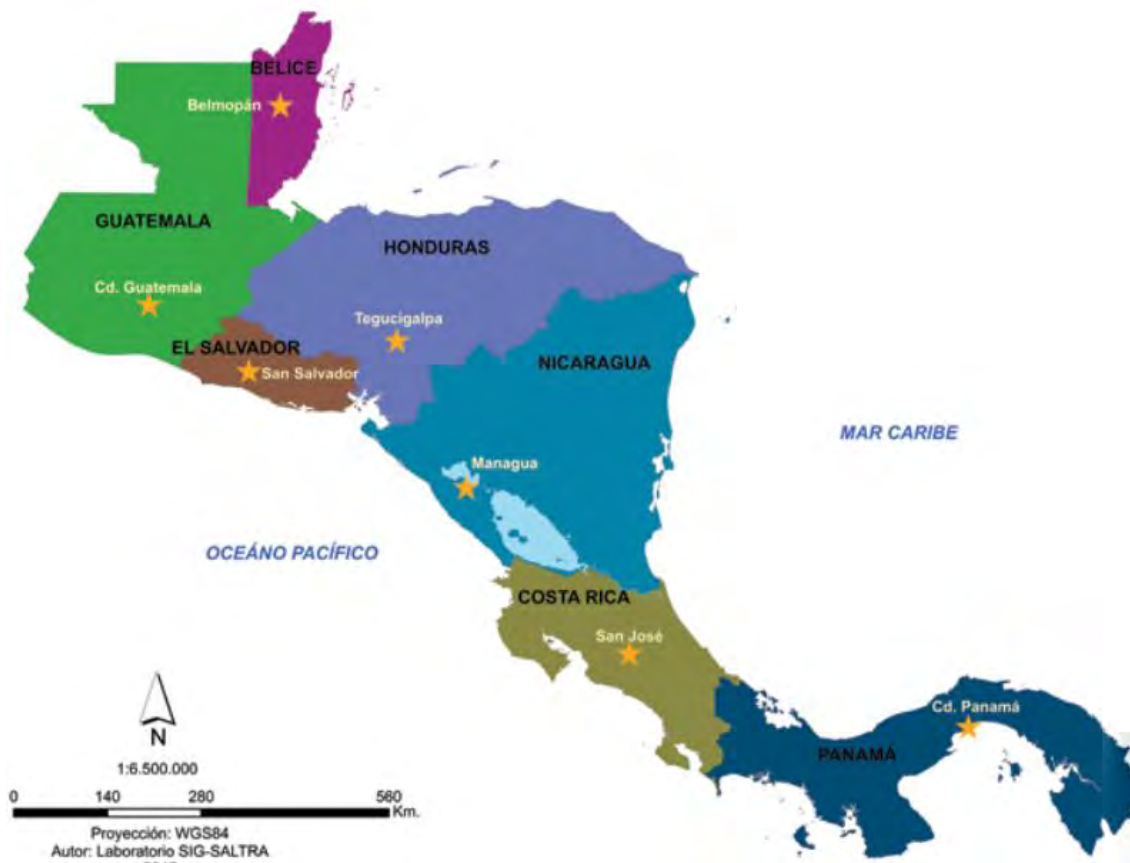 BELICE
Belmopán
GUATEMALA
HONDURAS
Cd. Guatemala
Tegucigalpa
EL SALVADOR
San Salvador
NICARAGUA
MAR CARIBE
Managua
OCEÁNO PACÍFICO
COSTA RICA
San José
Cd. Panamá
PANAMÁ
N
1:6.500.000
0 140 280 560
Km.
Proyección: WGS84
Autor: Laboratorio SIG-SALTRA